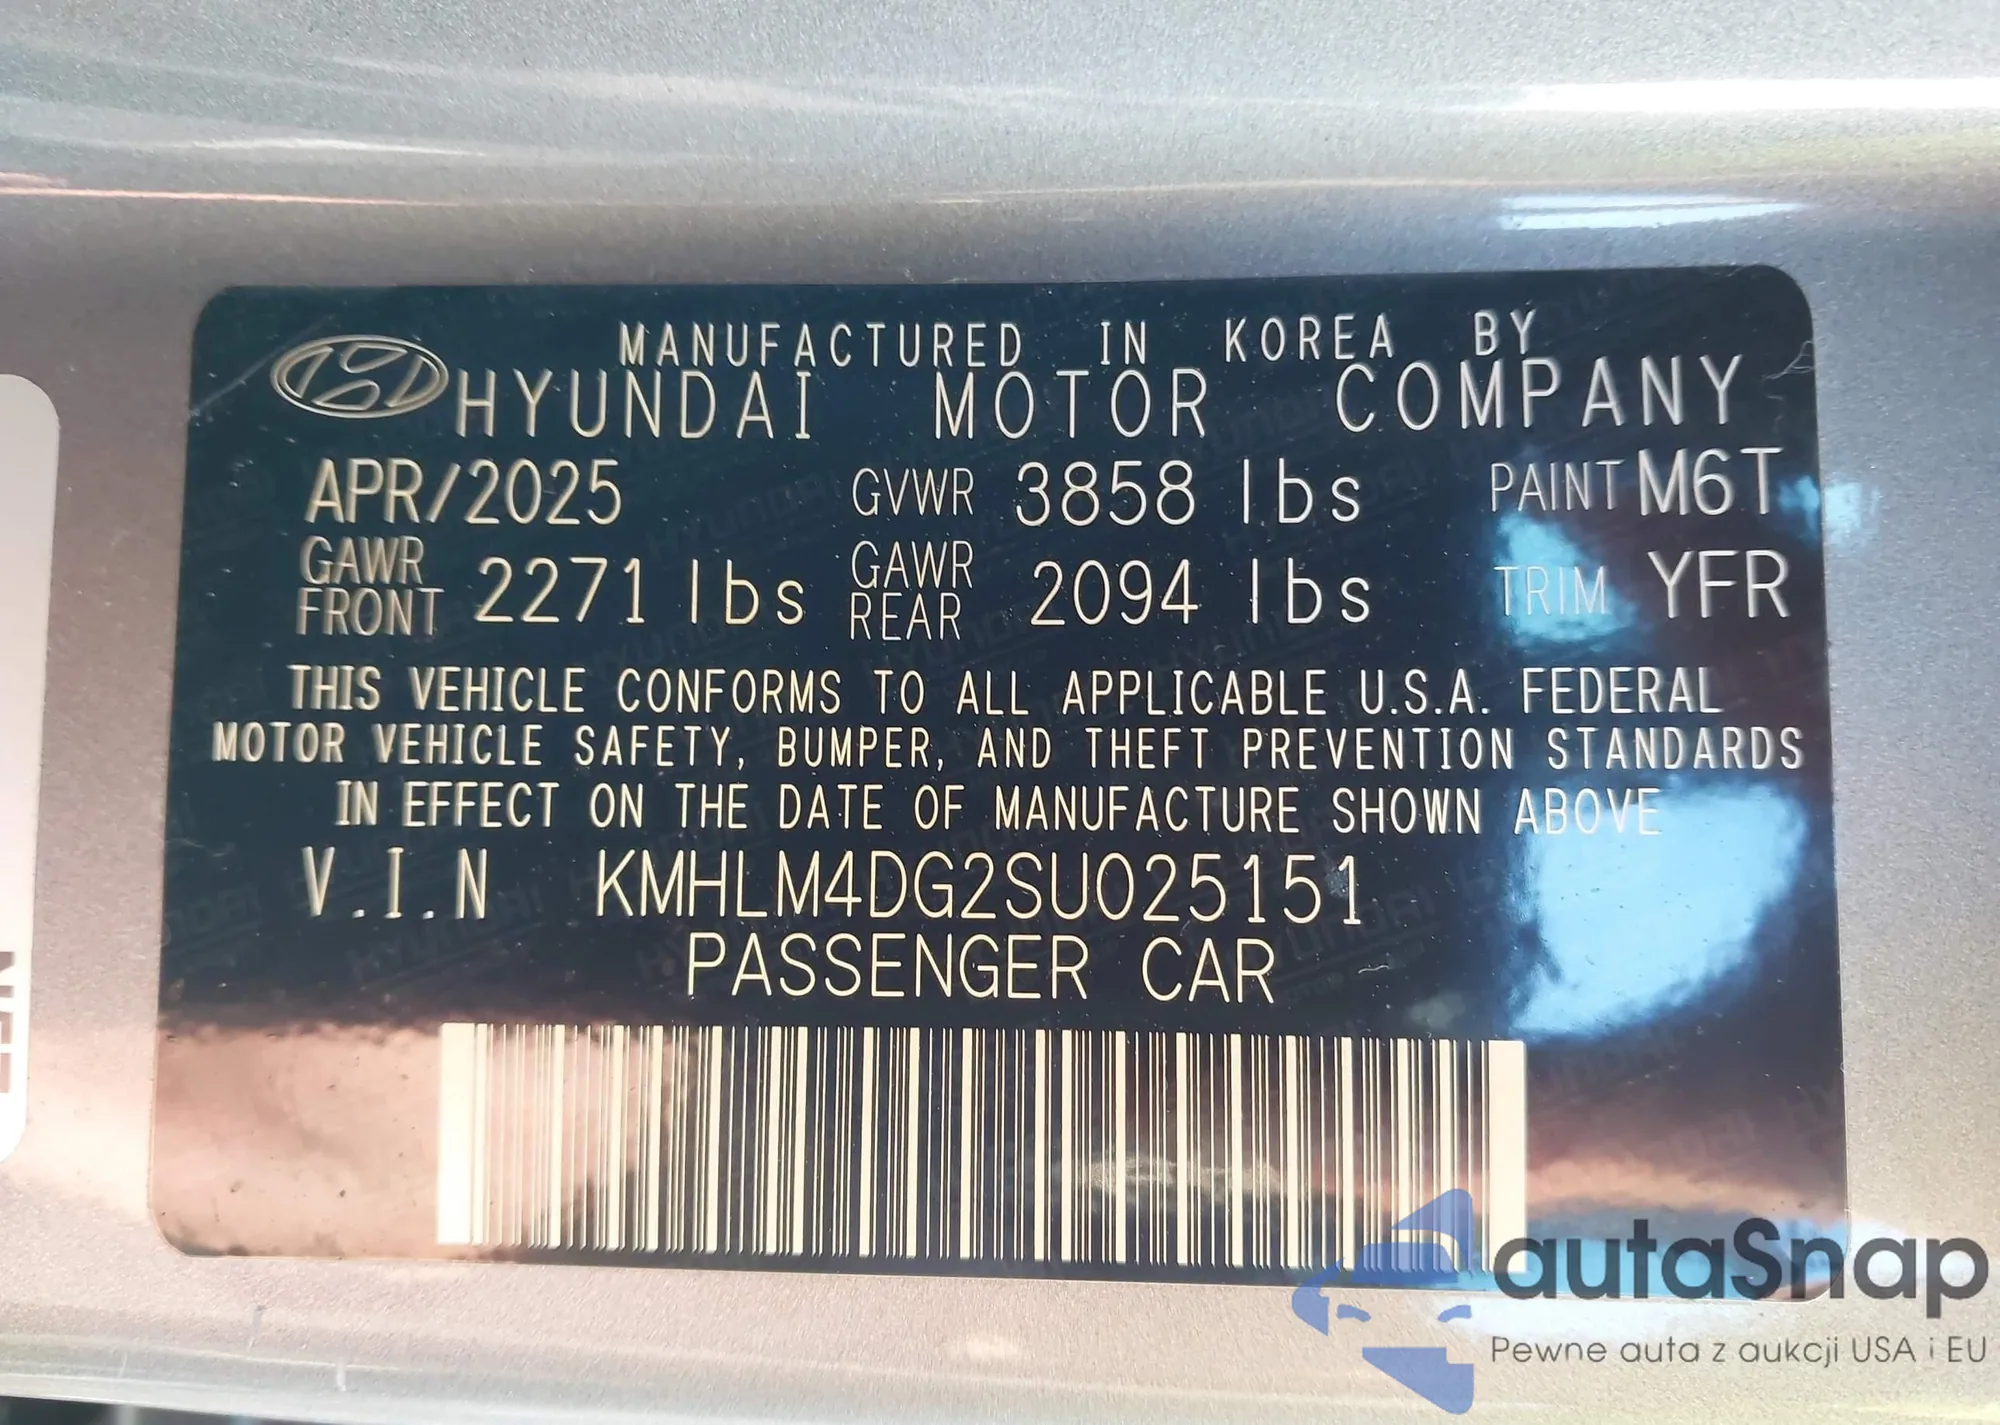 MANUFACTURED IN KOREA BY
HYUNDAI MOTOR COMPANY
APR/2025 GVWR 3858 lbs PAINT M6T
GAWR FRONT 2271 lbs GAWR REAR 2094 lbs TRIM YFR
THIS VEHICLE CONFORMS TO ALL APPLICABLE U.S.A. FEDERAL
MOTOR VEHICLE SAFETY, BUMPER, AND THEFT PREVENTION STANDARDS
IN EFFECT ON THE DATE OF MANUFACTURE SHOWN ABOVE
V.I.N KMHLM4DG2SU025151
PASSENGER CAR
autaSnap
Pewne auta z aukcji USA i EU